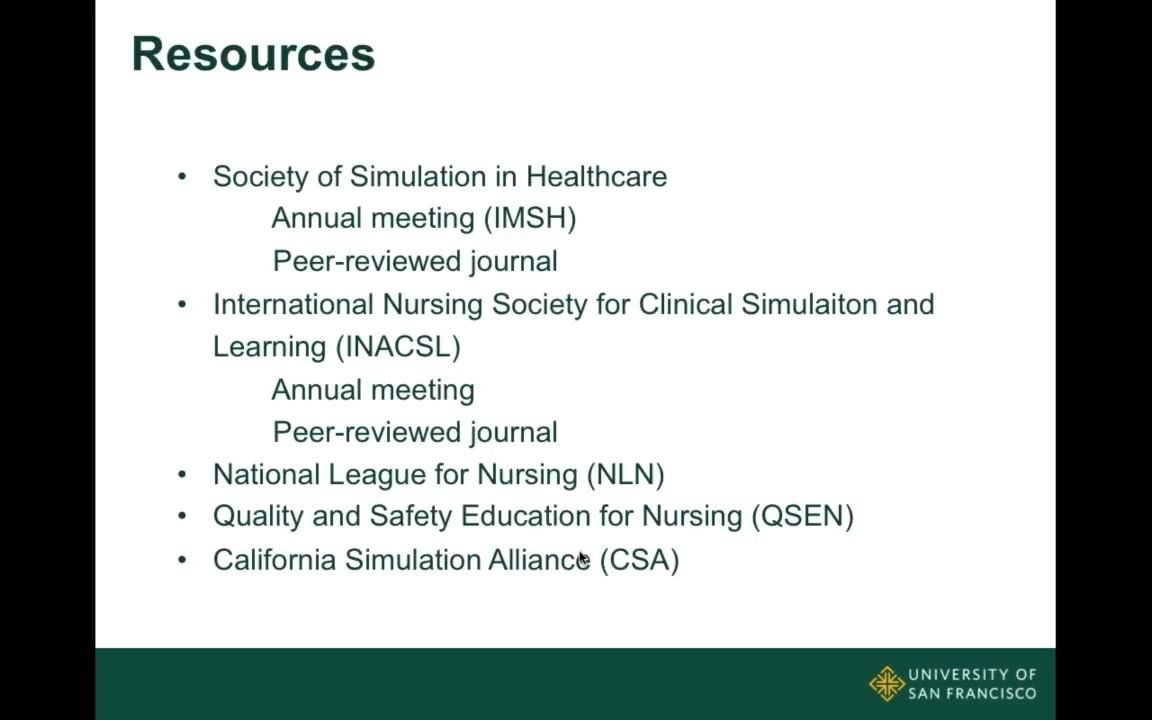 Resources
• Society of Simulation in Healthcare
Annual meeting (IMSH)
Peer-reviewed journal
• International Nursing Society for Clinical Simulaiton and
Learning (INACSL)
Annual meeting
Peer-reviewed journal
• National League for Nursing (NLN)
• Quality and Safety Education for Nursing (QSEN)
• California Simulation Alliance (CSA)
UNIVERSITY OF
SAN FRANCISCO